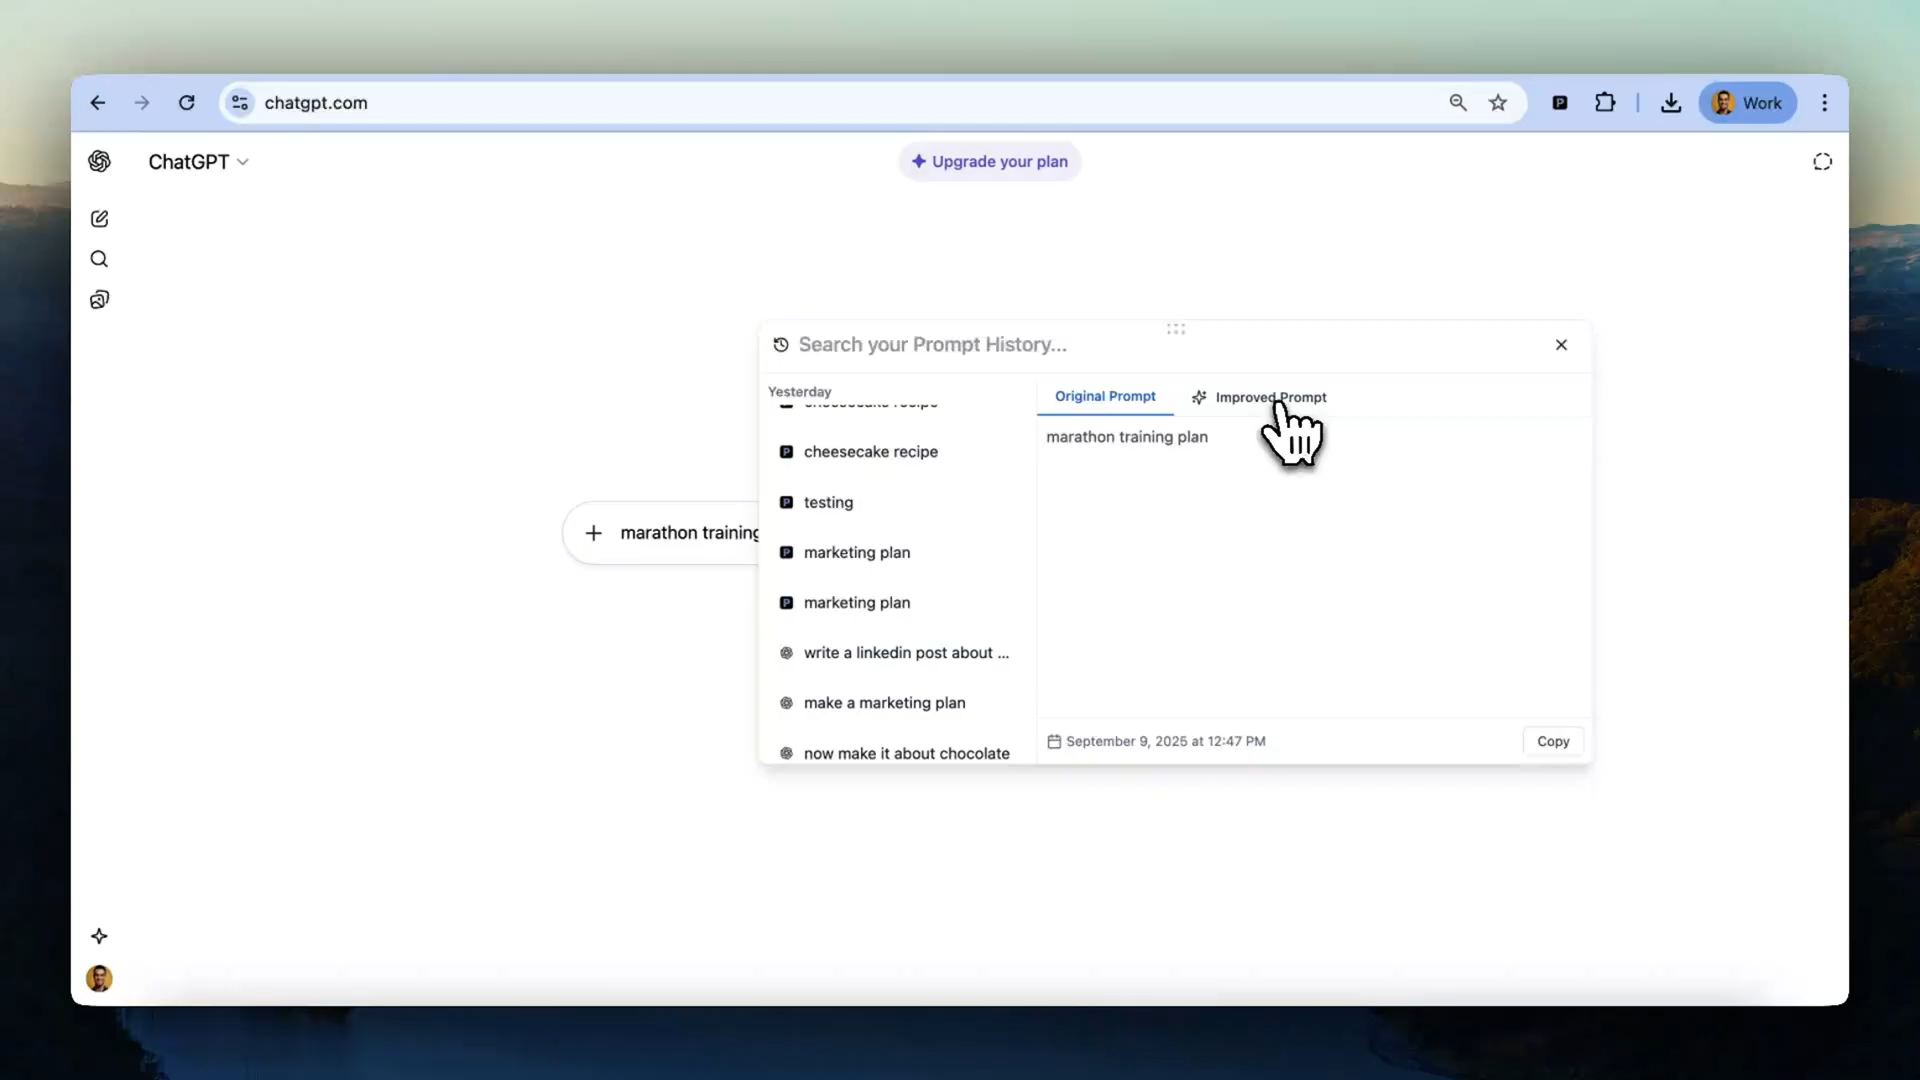 chatgpt.com
Work
ChatGPT
Upgrade your plan
Search your Prompt History...
Yesterday
cheesecake recipe
cheesecake recipe
testing
marketing plan
marketing plan
write a linkedin post about ...
make a marketing plan
now make it about chocolate
Original Prompt
Improved Prompt
marathon training plan
September 9, 2025 at 12:47 PM
Copy
marathon training